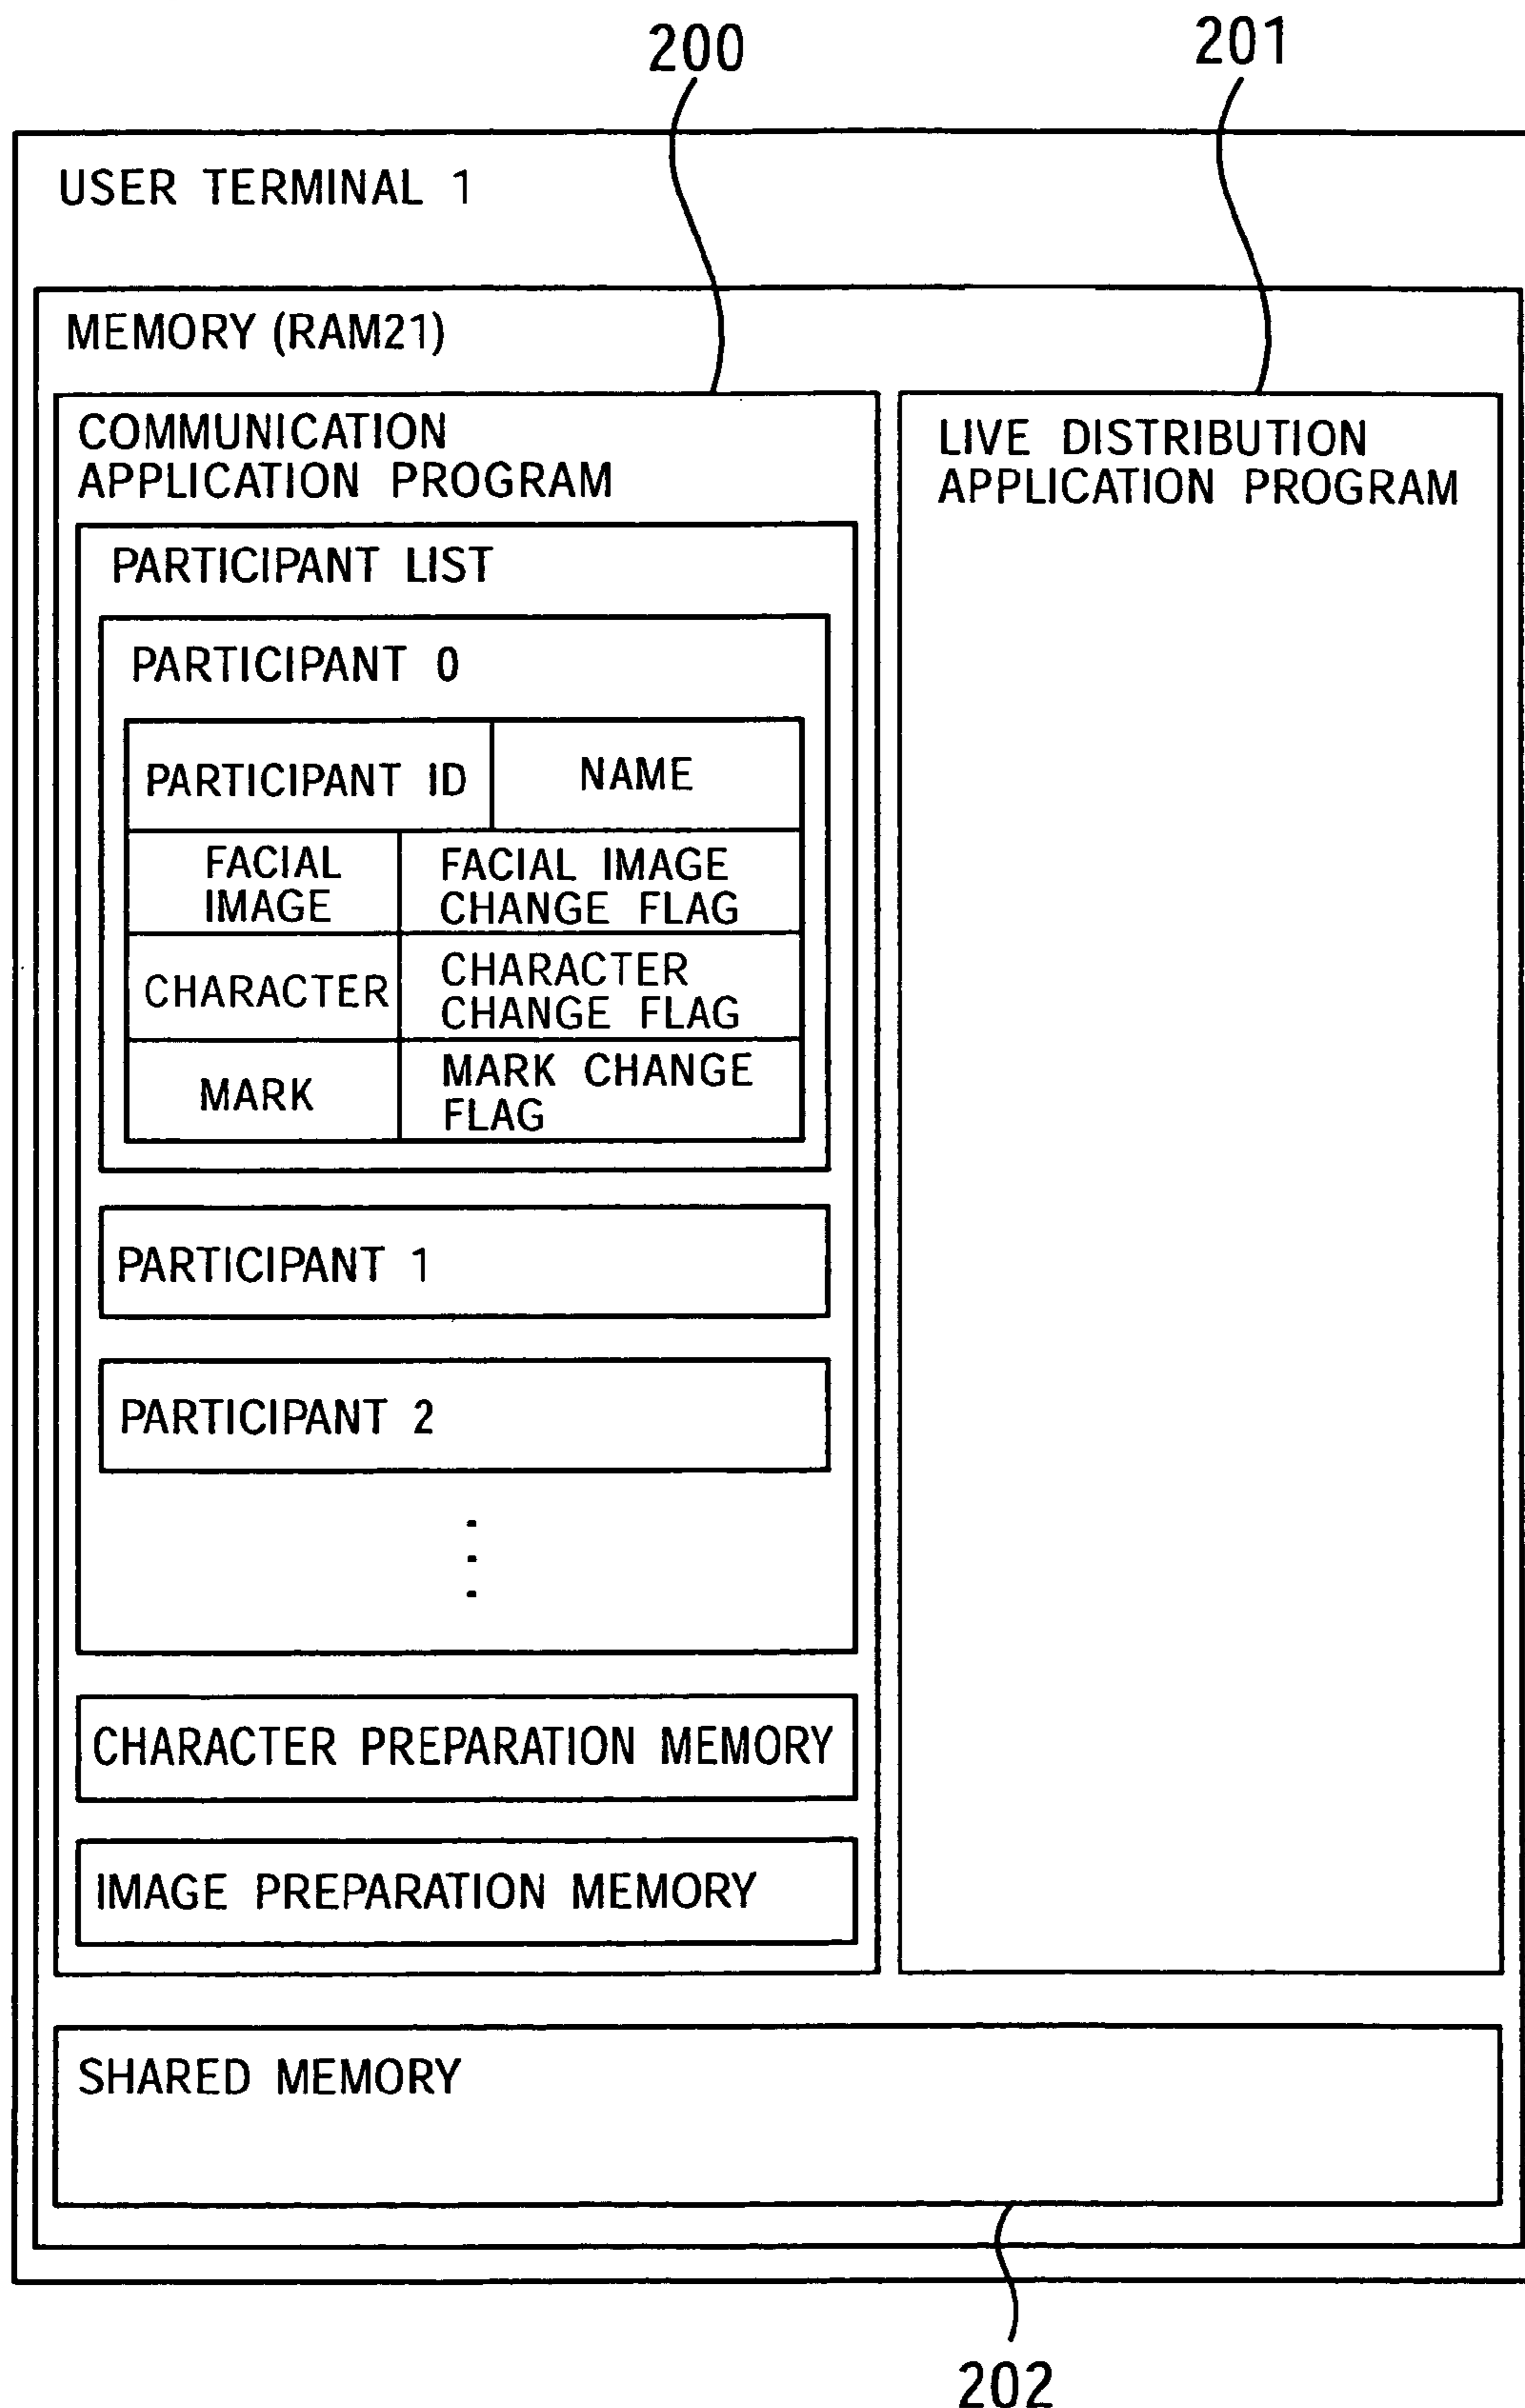 200
201
USER TERMINAL 1
MEMORY (RAM21)
COMMUNICATION
APPLICATION PROGRAM
LIVE DISTRIBUTION
APPLICATION PROGRAM
PARTICIPANT LIST
PARTICIPANT 0
PARTICIPANT ID
NAME
FACIAL
IMAGE
FACIAL IMAGE
CHANGE FLAG
CHARACTER
CHARACTER
CHANGE FLAG
MARK
MARK CHANGE
FLAG
PARTICIPANT 1
PARTICIPANT 2
CHARACTER PREPARATION MEMORY
IMAGE PREPARATION MEMORY
SHARED MEMORY
202